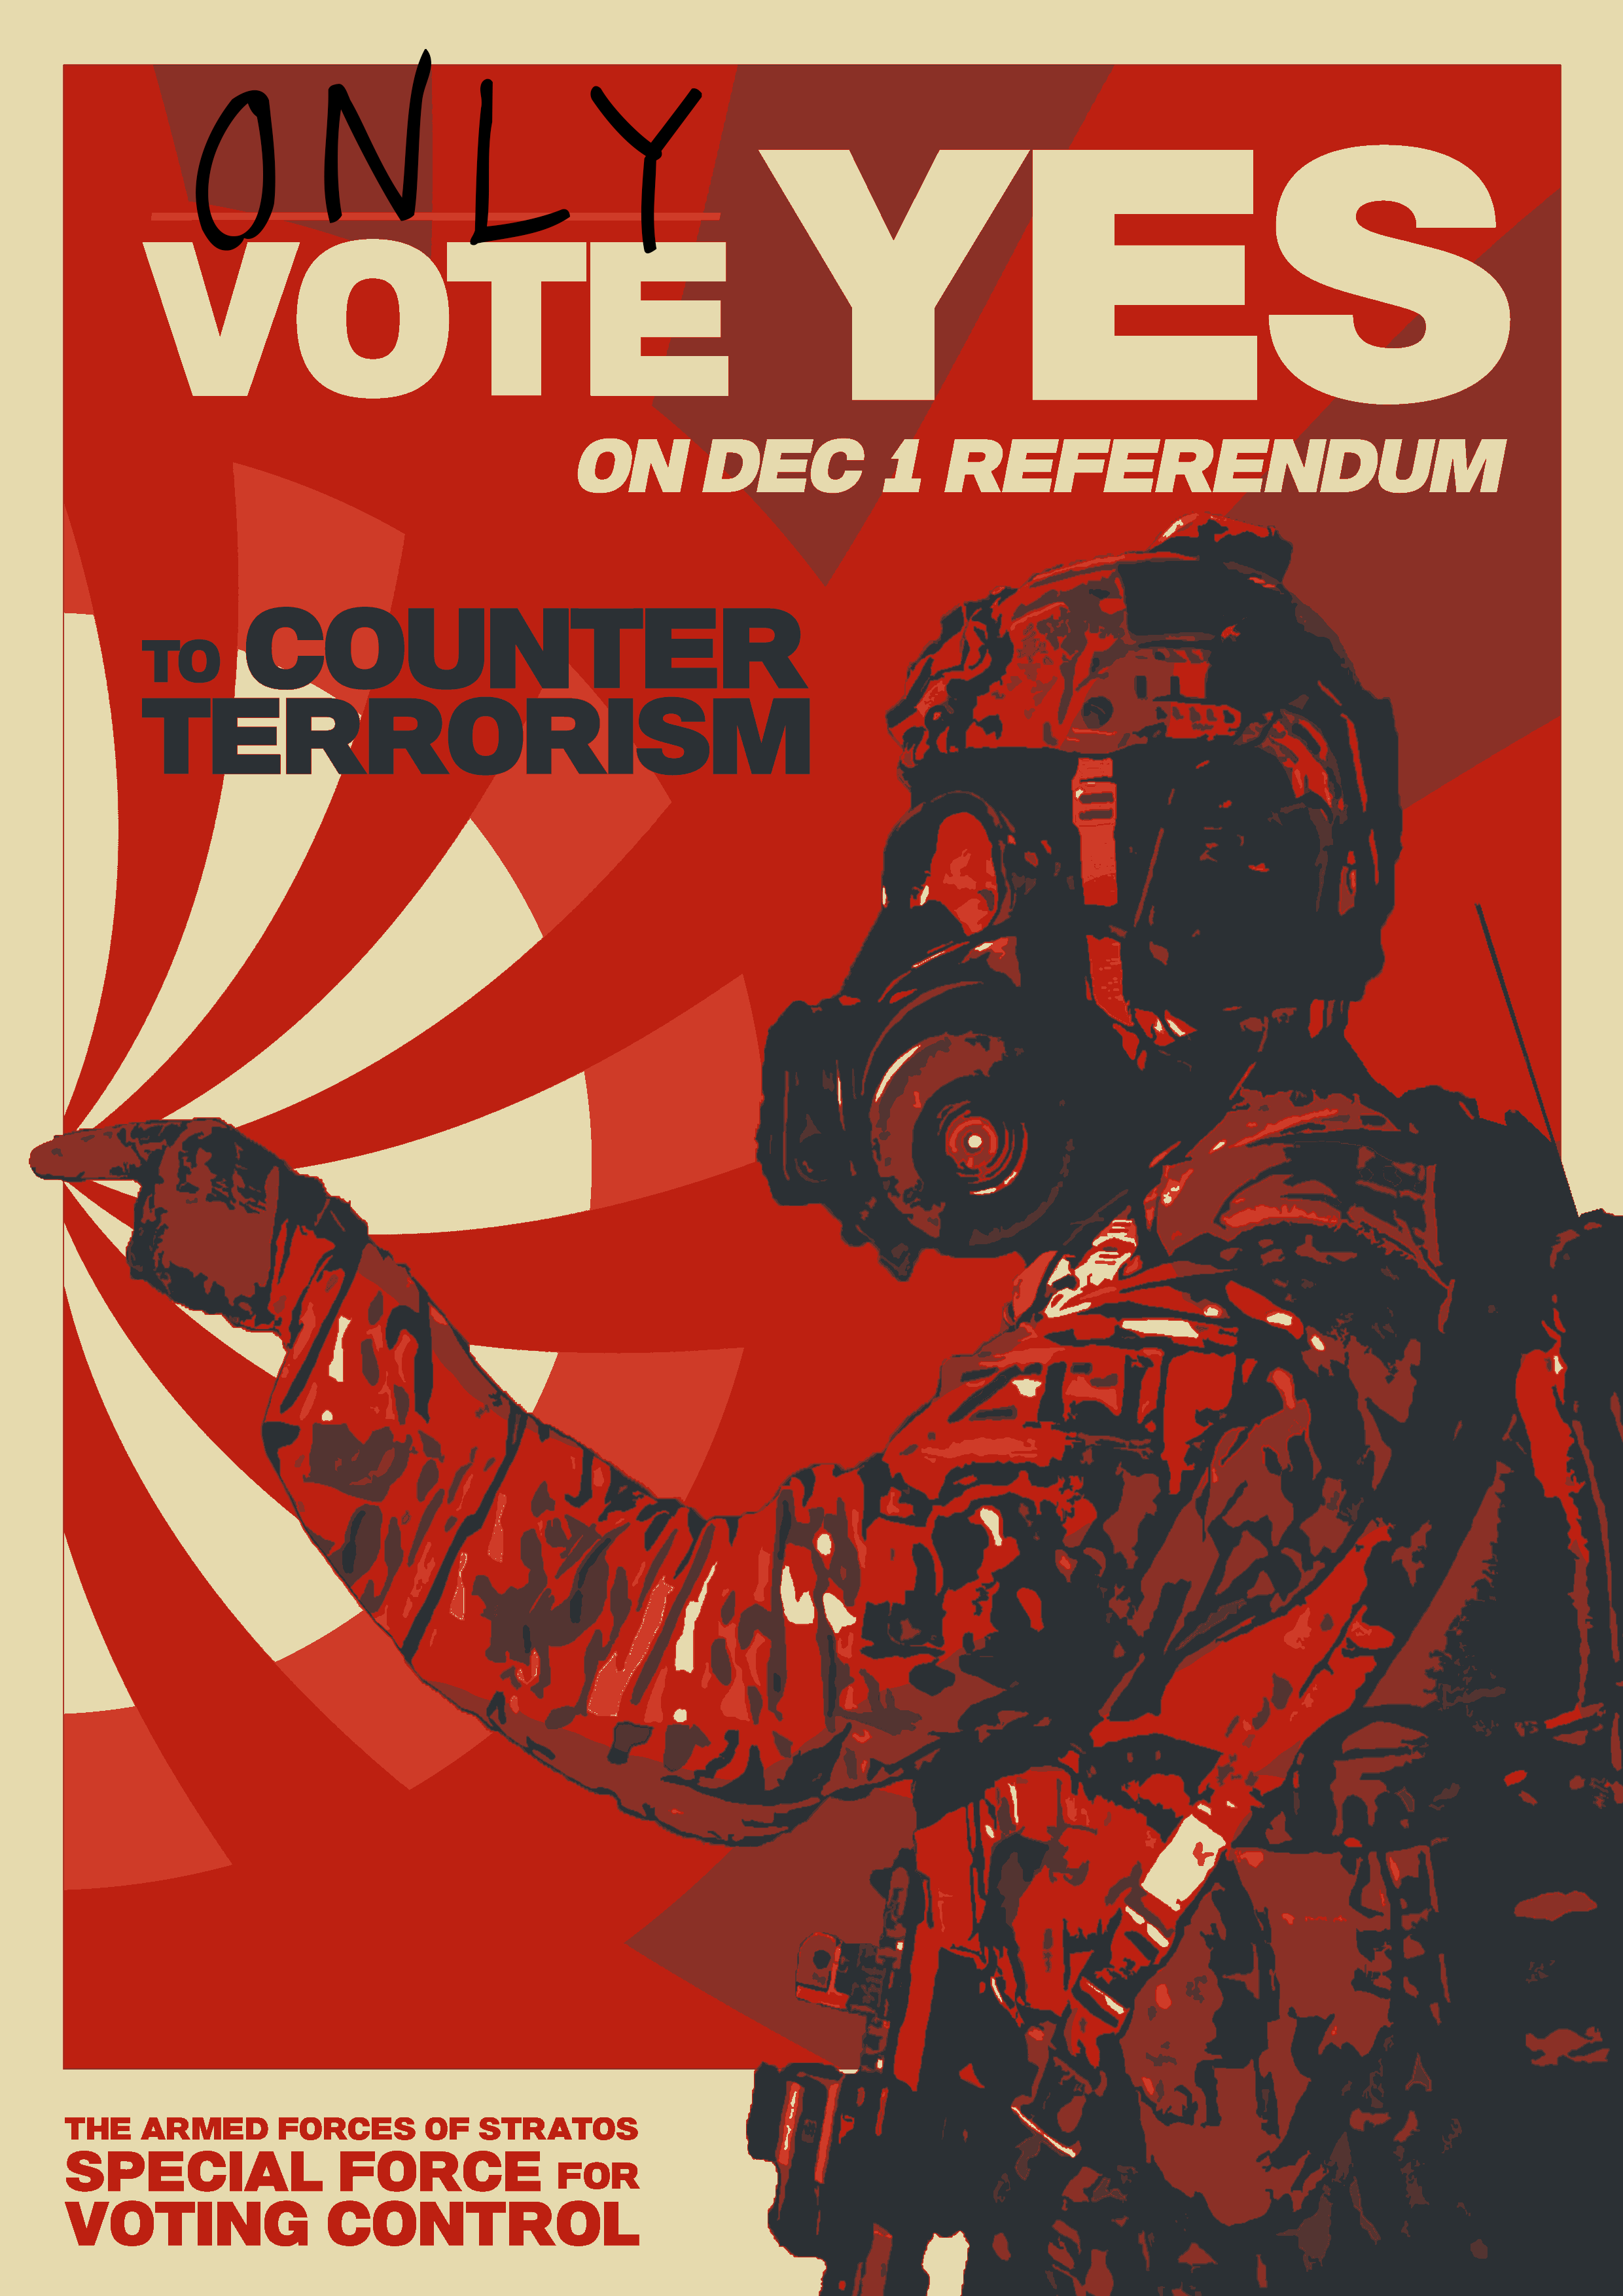 ONLY
VOTE YES
ON DEC 1 REFERENDUM
TO COUNTER
TERRORISM
THE ARMED FORCES OF STRATOS
SPECIAL FORCE FOR
VOTING CONTROL